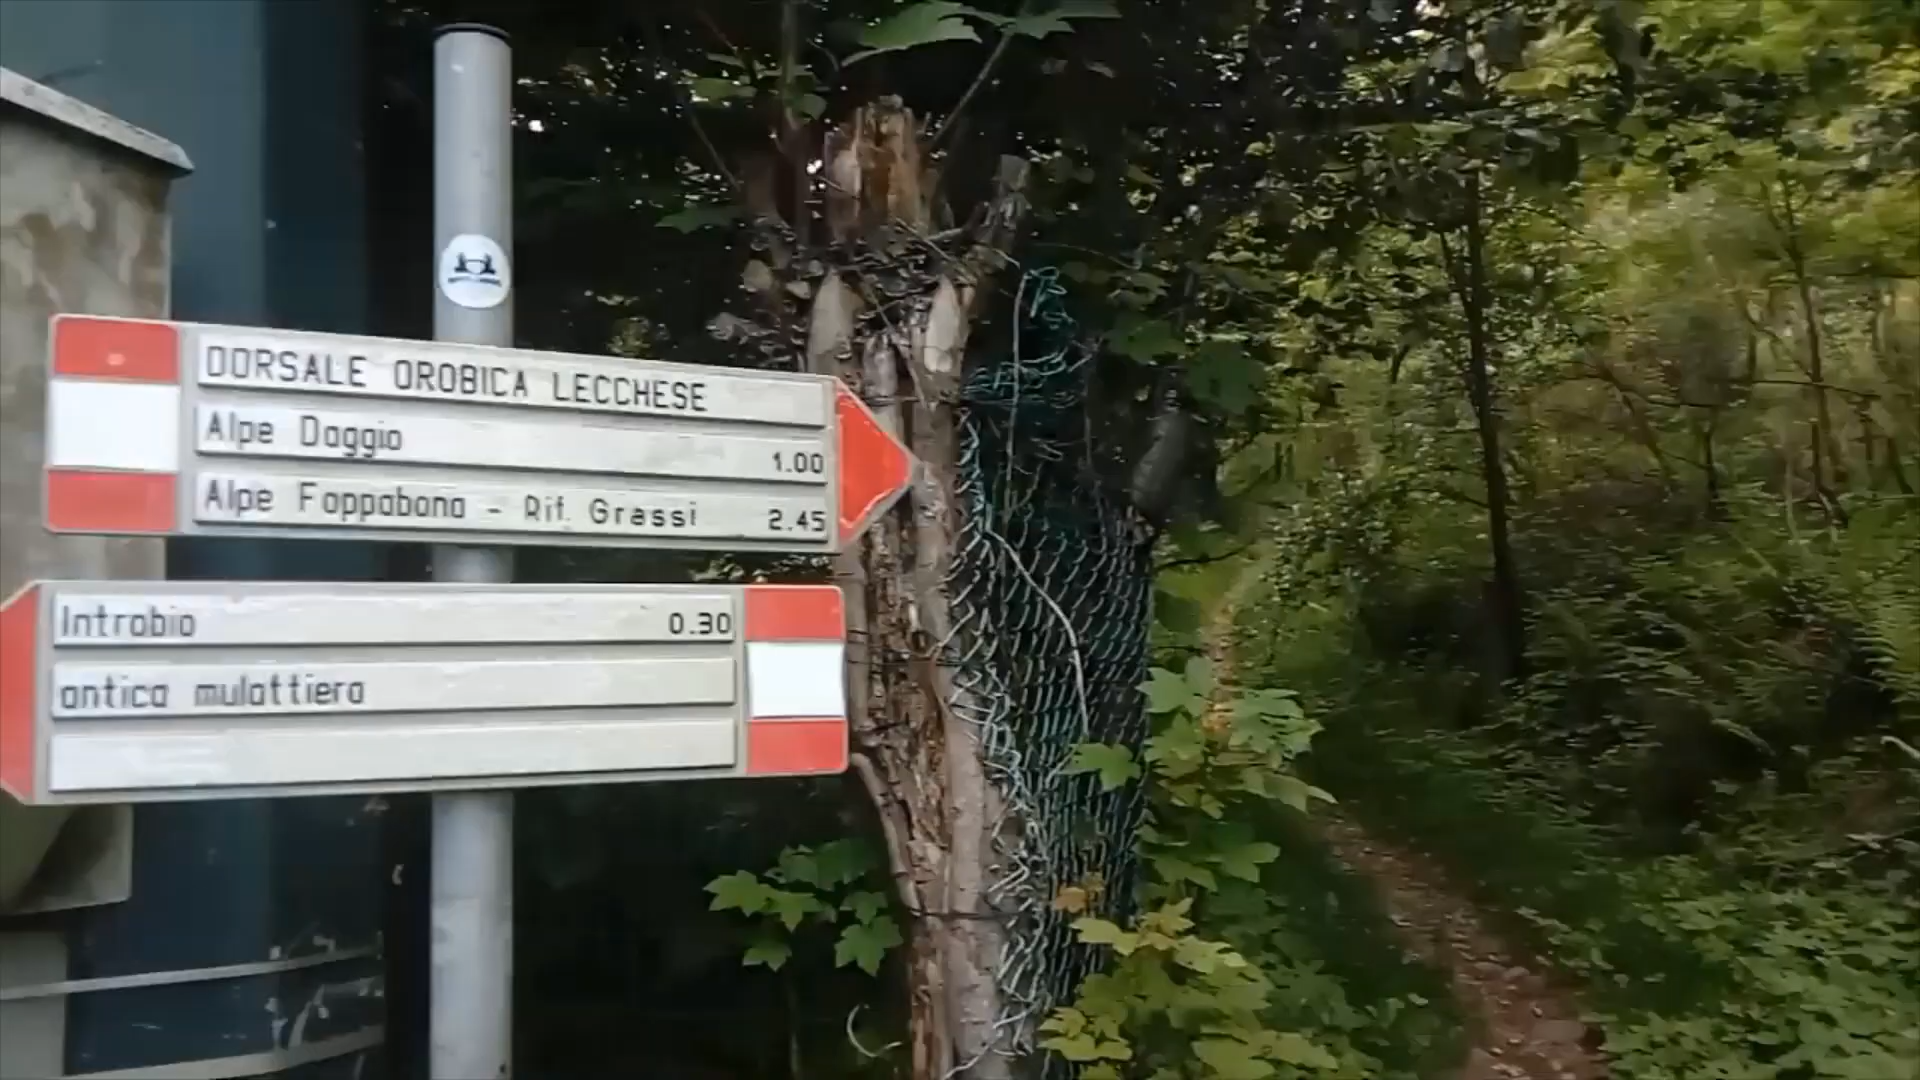 DORSALE OROBICA LECCHESE
Alpe Daggio 1.00
Alpe Foppabona - Rif. Grassi 2.45
Introbio 0.30
antica mulattiera